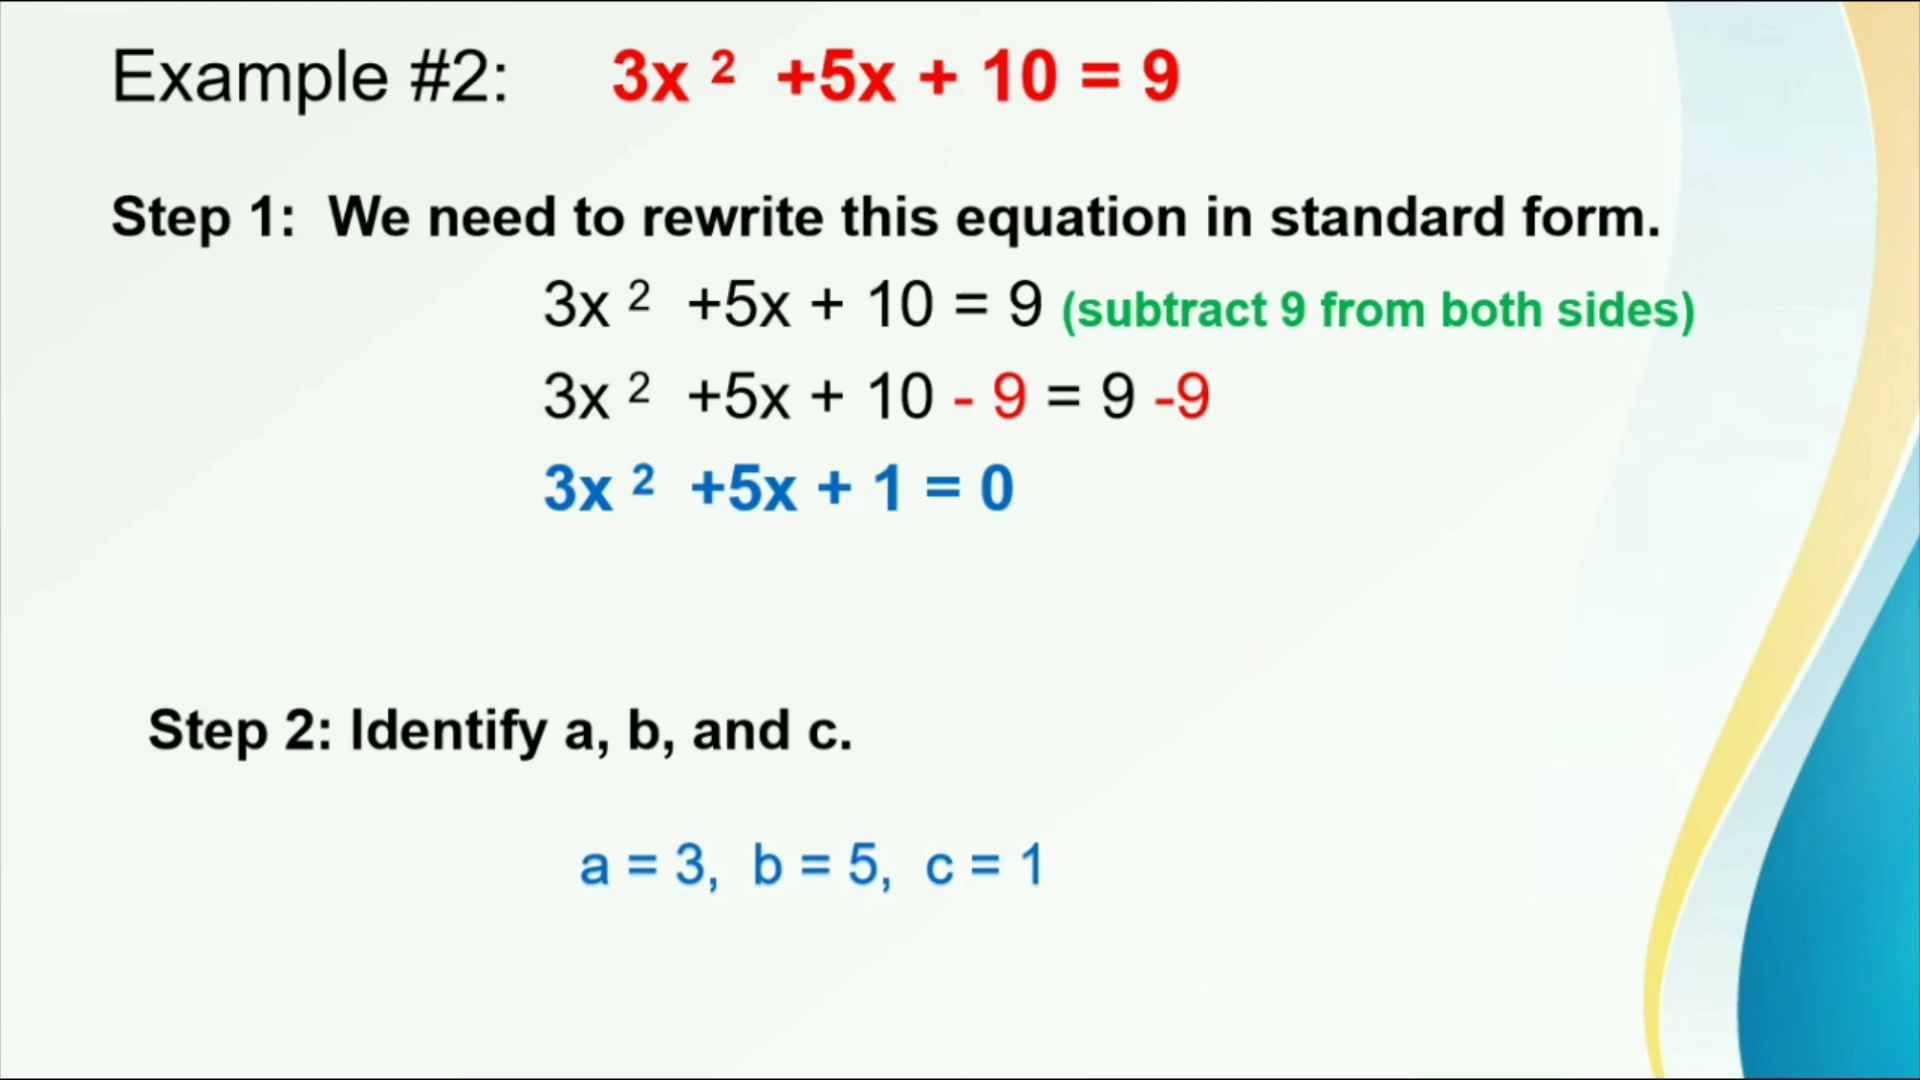 Example #2: 3x ² +5x + 10 = 9
Step 1: We need to rewrite this equation in standard form.
3x ² +5x + 10 = 9 (subtract 9 from both sides)
3x ² +5x + 10 - 9 = 9 -9
3x ² +5x + 1 = 0
Step 2: Identify a, b, and c.
a = 3, b = 5, c = 1